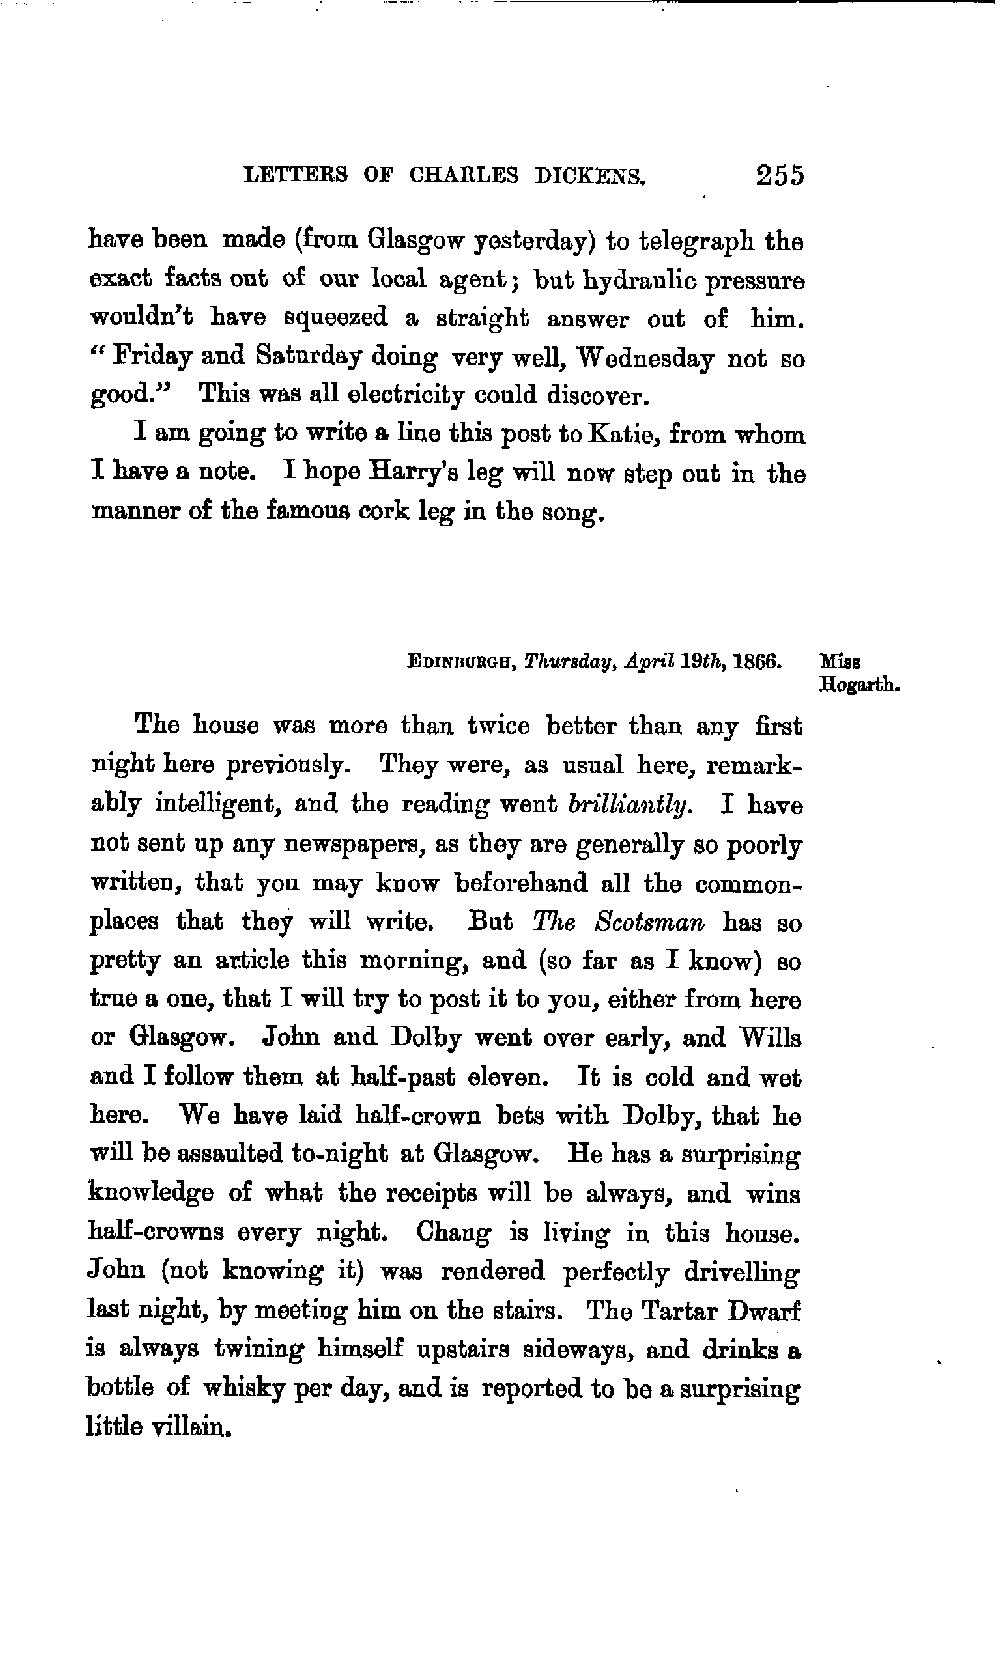 LETTERS OF CHARLES DICKENS. 255
have been made (from Glasgow yesterday) to telegraph the
exact facts out of our local agent; but hydraulic pressure
wouldn't have squeezed a straight answer out of him.
"Friday and Saturday doing very well, Wednesday not so
good." This was all electricity could discover.
I am going to write a line this post to Katie, from whom
I have a note. I hope Harry's leg will now step out in the
manner of the famous cork leg in the song.
EDINBURGH, Thursday, April 19th, 1866. Miss
Hogarth.
The house was more than twice better than any first
night here previously. They were, as usual here, remark-
ably intelligent, and the reading went brilliantly. I have
not sent up any newspapers, as they are generally so poorly
written, that you may know beforehand all the common-
places that they will write. But The Scotsman has so
pretty an article this morning, and (so far as I know) so
true a one, that I will try to post it to you, either from here
or Glasgow. John and Dolby went over early, and Wills
and I follow them at half-past eleven. It is cold and wet
here. We have laid half-crown bets with Dolby, that he
will be assaulted to-night at Glasgow. He has a surprising
knowledge of what the receipts will be always, and wins
half-crowns every night. Chang is living in this house.
John (not knowing it) was rendered perfectly drivelling
last night, by meeting him on the stairs. The Tartar Dwarf
is always twining himself upstairs sideways, and drinks a
bottle of whisky per day, and is reported to be a surprising
little villain.